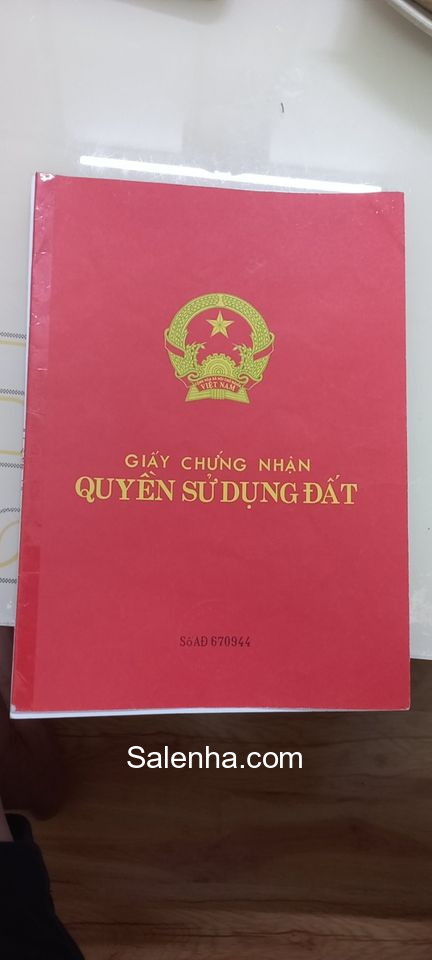 VIỆT NAM
GIẤY CHỨNG NHẬN
QUYỀN SỬ DỤNG ĐẤT
Số AĐ 670944
Salenha.com